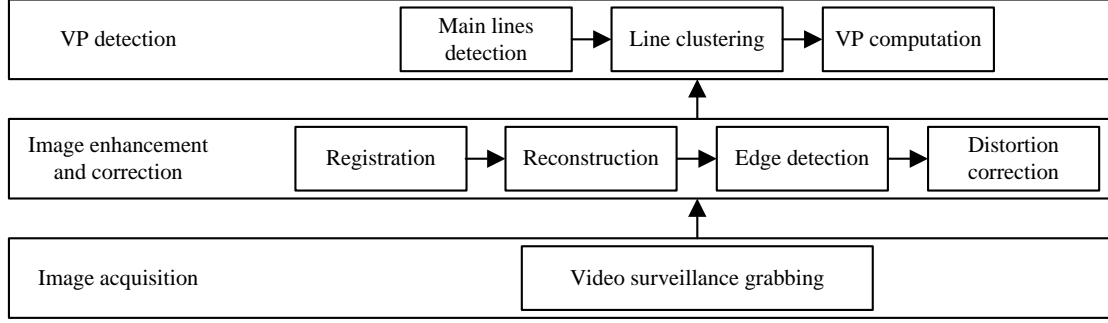 VP detection
Main lines
detection
Line clustering
VP computation
Image enhancement
and correction
Registration
Reconstruction
Edge detection
Distortion
correction
Image acquisition
Video surveillance grabbing